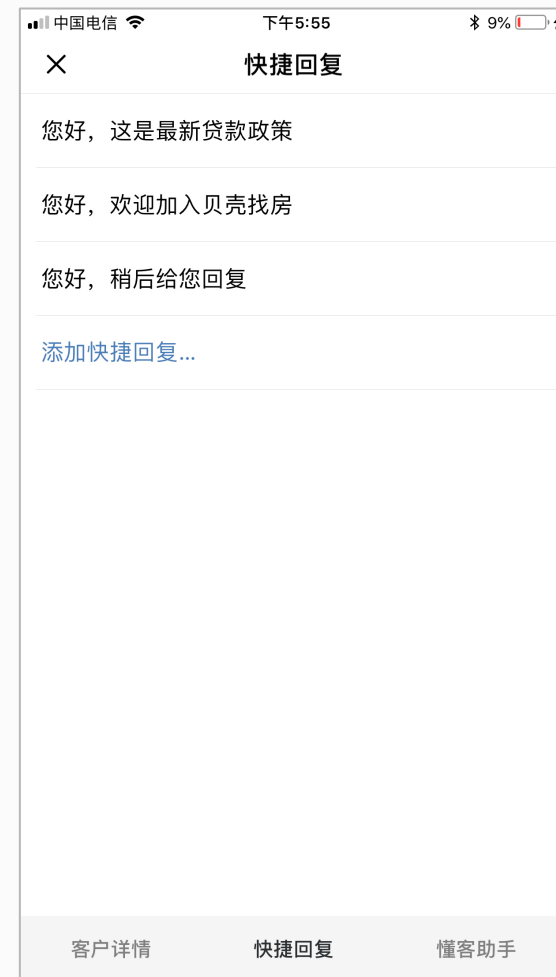 中国电信
下午5:55
9%
快捷回复
您好，这是最新贷款政策
您好，欢迎加入贝壳找房
您好，稍后给您回复
添加快捷回复...
客户详情
快捷回复
懂客助手